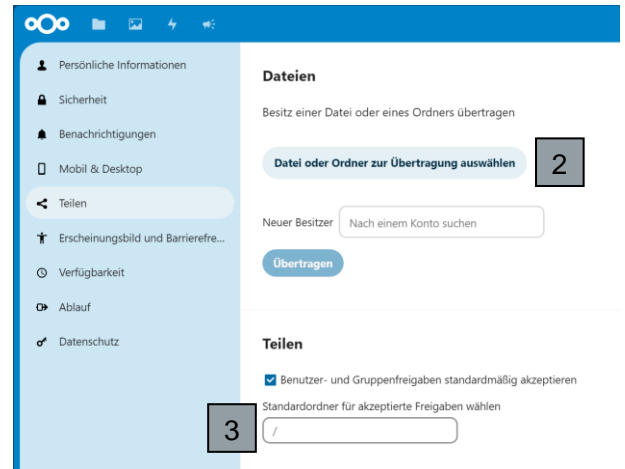 Persönliche Informationen
Sicherheit
Benachrichtigungen
Mobil & Desktop
Teilen
Erscheinungsbild und Barrierefre...
Verfügbarkeit
Ablauf
Datenschutz
Dateien
Besitz einer Datei oder eines Ordners übertragen
Datei oder Ordner zur Übertragung auswählen
2
Neuer Besitzer Nach einem Konto suchen
Übertragen
Teilen
Benutzer- und Gruppenfreigaben standardmäßig akzeptieren
Standardordner für akzeptierte Freigaben wählen
3 /